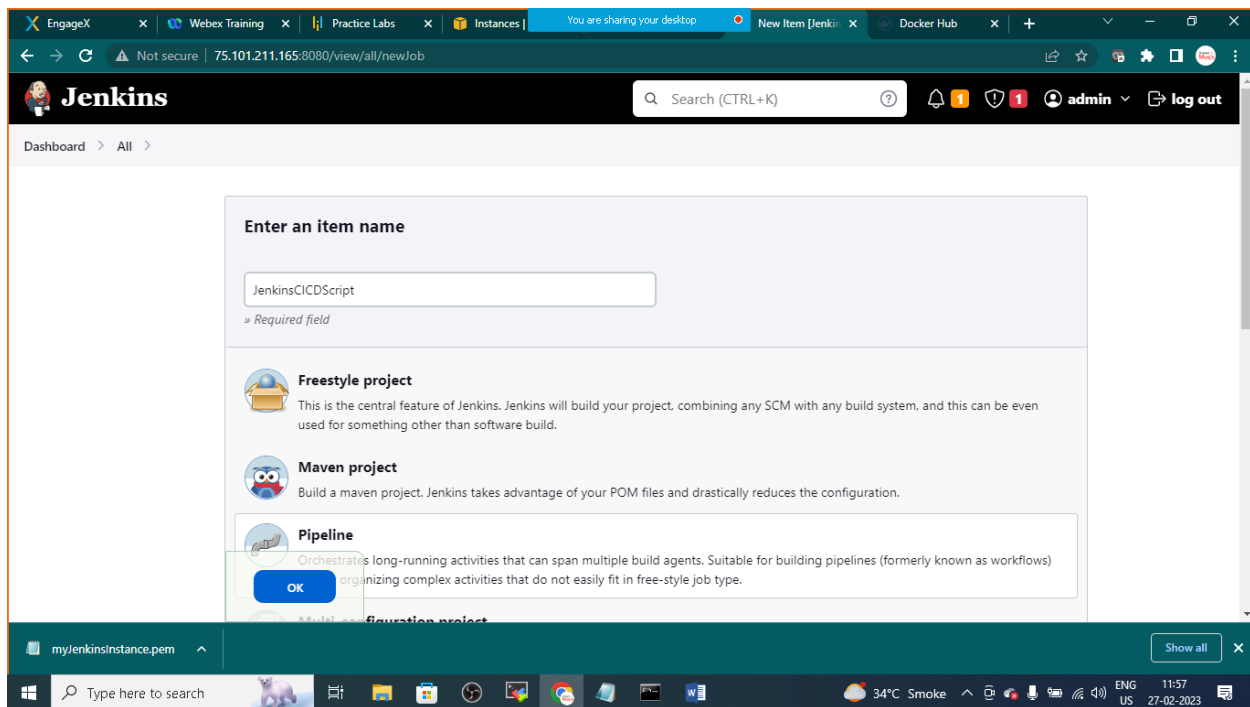 EngageX
Webex Training
Practice Labs
Instances |
You are sharing your desktop
New Item [Jenkin
Docker Hub
Not secure | 75.101.211.165:8080/view/all/newJob
Jenkins
Search (CTRL+K)
1
1
admin
log out
Dashboard > All >
Enter an item name
JenkinsCICDScript
» Required field
Freestyle project
This is the central feature of Jenkins. Jenkins will build your project, combining any SCM with any build system, and this can be even
used for something other than software build.
Maven project
Build a maven project. Jenkins takes advantage of your POM files and drastically reduces the configuration.
Pipeline
Orchestrates long-running activities that can span multiple build agents. Suitable for building pipelines (formerly known as workflows)
organizing complex activities that do not easily fit in free-style job type.
OK
Multi-configuration project
myJenkinsInstance.pem
Show all
Type here to search
34°C Smoke
ENG
US
11:57
27-02-2023